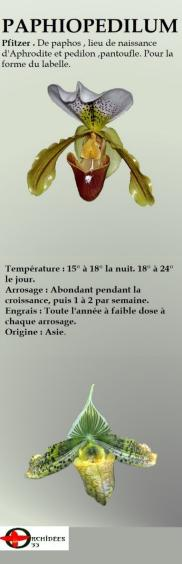 PAPHIOPEDILUM
Pfitzer . De paphos , lieu de naissance
d'Aphrodite et pedilon ,pantoufle. Pour la
forme du labelle.
Température : 15° à 18° la nuit. 18° à 24°
le jour.
Arrosage : Abondant pendant la
croissance, puis 1 à 2 par semaine.
Engrais : Toute l'année à faible dose à
chaque arrosage.
Origine : Asie.
ORCHIDÉES